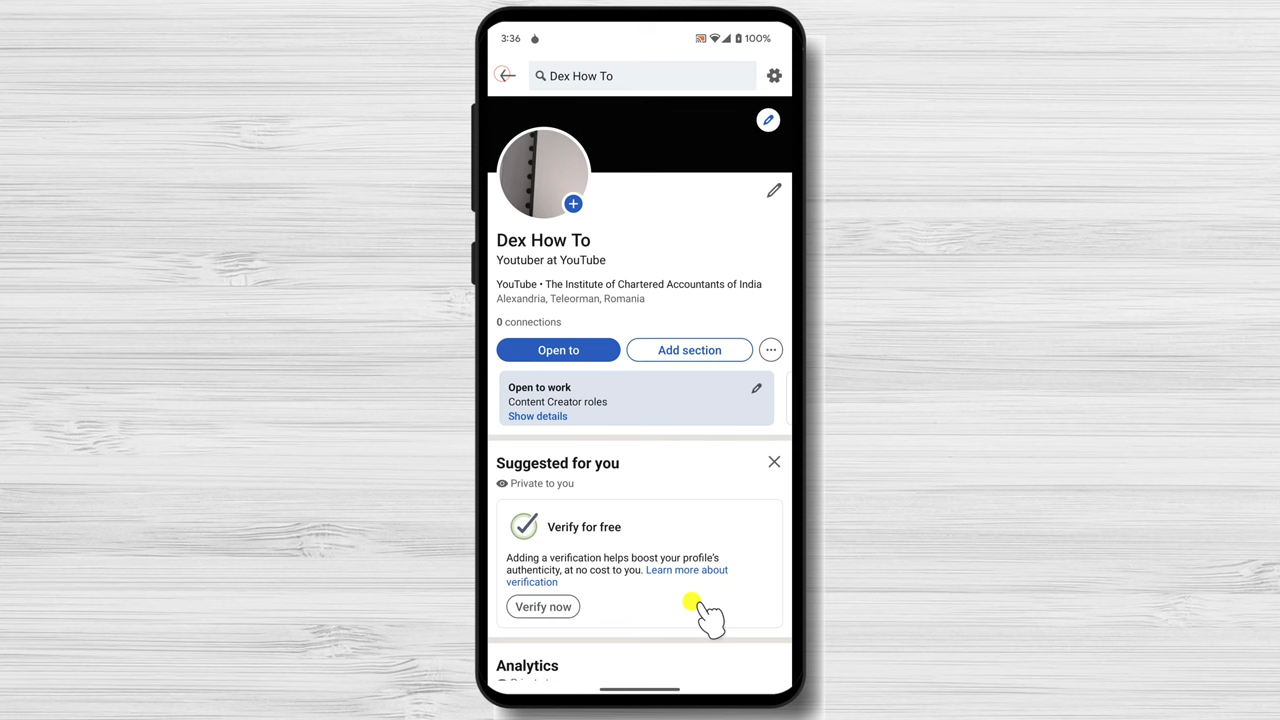 3:36 100%
Dex How To
Dex How To
Youtuber at YouTube
YouTube • The Institute of Chartered Accountants of India
Alexandria, Teleorman, Romania
0 connections
Open to Add section
Open to work
Content Creator roles
Show details
Suggested for you
Private to you
Verify for free
Adding a verification helps boost your profile's
authenticity, at no cost to you. Learn more about
verification
Verify now
Analytics